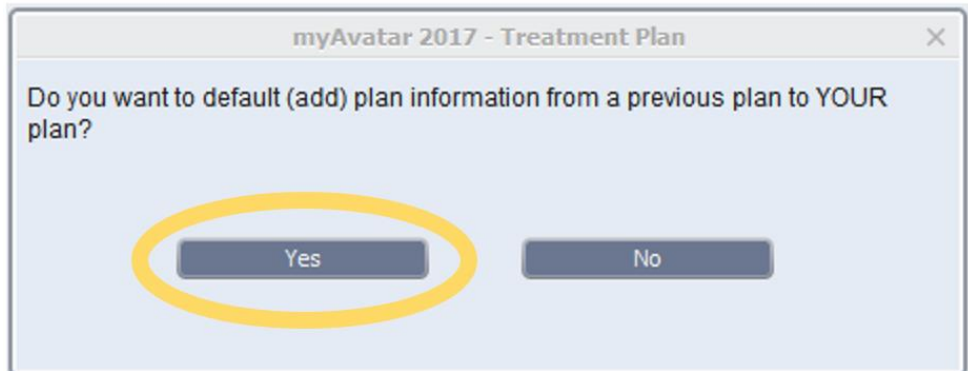 myAvatar 2017 - Treatment Plan
Do you want to default (add) plan information from a previous plan to YOUR
plan?
Yes No